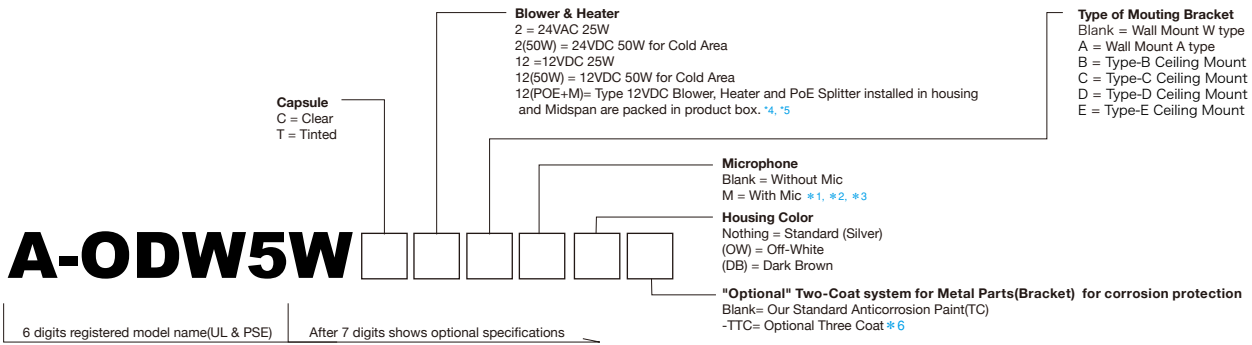 Blower & Heater
2 = 24VAC 25W
2(50W) = 24VDC 50W for Cold Area
12 =12VDC 25W
12(50W) = 12VDC 50W for Cold Area
12(POE+M)= Type 12VDC Blower, Heater and PoE Splitter installed in housing
and Midspan are packed in product box. *4, *5
Type of Mouting Bracket
Blank = Wall Mount W type
A = Wall Mount A type
B = Type-B Ceiling Mount
C = Type-C Ceiling Mount
D = Type-D Ceiling Mount
E = Type-E Ceiling Mount
Capsule
C = Clear
T = Tinted
Microphone
Blank = Without Mic
M = With Mic *1, *2, *3
Housing Color
Nothing = Standard (Silver)
(OW) = Off-White
(DB) = Dark Brown
A-ODW5W
"Optional" Two-Coat system for Metal Parts(Bracket) for corrosion protection
Blank= Our Standard Anticorrosion Paint(TC)
-TTC= Optional Three Coat *6
6 digits registered model name(UL & PSE)
After 7 digits shows optional specifications